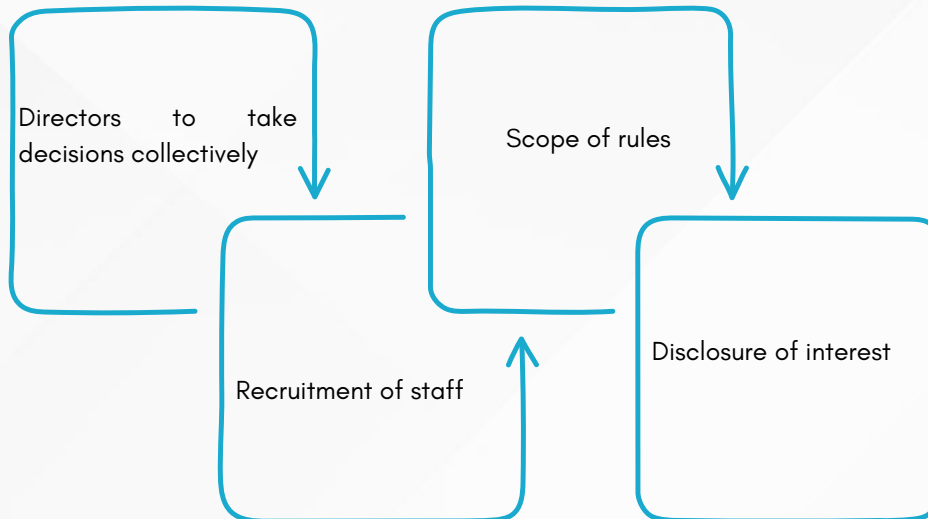 Directors to take
decisions collectively
Recruitment of staff
Scope of rules
Disclosure of interest